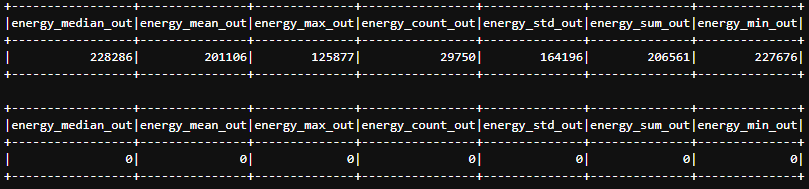 +-----------------+---------------+--------------+----------------+--------------+--------------+--------------+
|energy_median_out|energy_mean_out|energy_max_out|energy_count_out|energy_std_out|energy_sum_out|energy_min_out|
+-----------------+---------------+--------------+----------------+--------------+--------------+--------------+
|           228286|         201106|        125877|           29750|        164196|        206561|        227676|
+-----------------+---------------+--------------+----------------+--------------+--------------+--------------+
+-----------------+---------------+--------------+----------------+--------------+--------------+--------------+
|energy_median_out|energy_mean_out|energy_max_out|energy_count_out|energy_std_out|energy_sum_out|energy_min_out|
+-----------------+---------------+--------------+----------------+--------------+--------------+--------------+
|                0|              0|             0|               0|             0|             0|             0|
+-----------------+---------------+--------------+----------------+--------------+--------------+--------------+